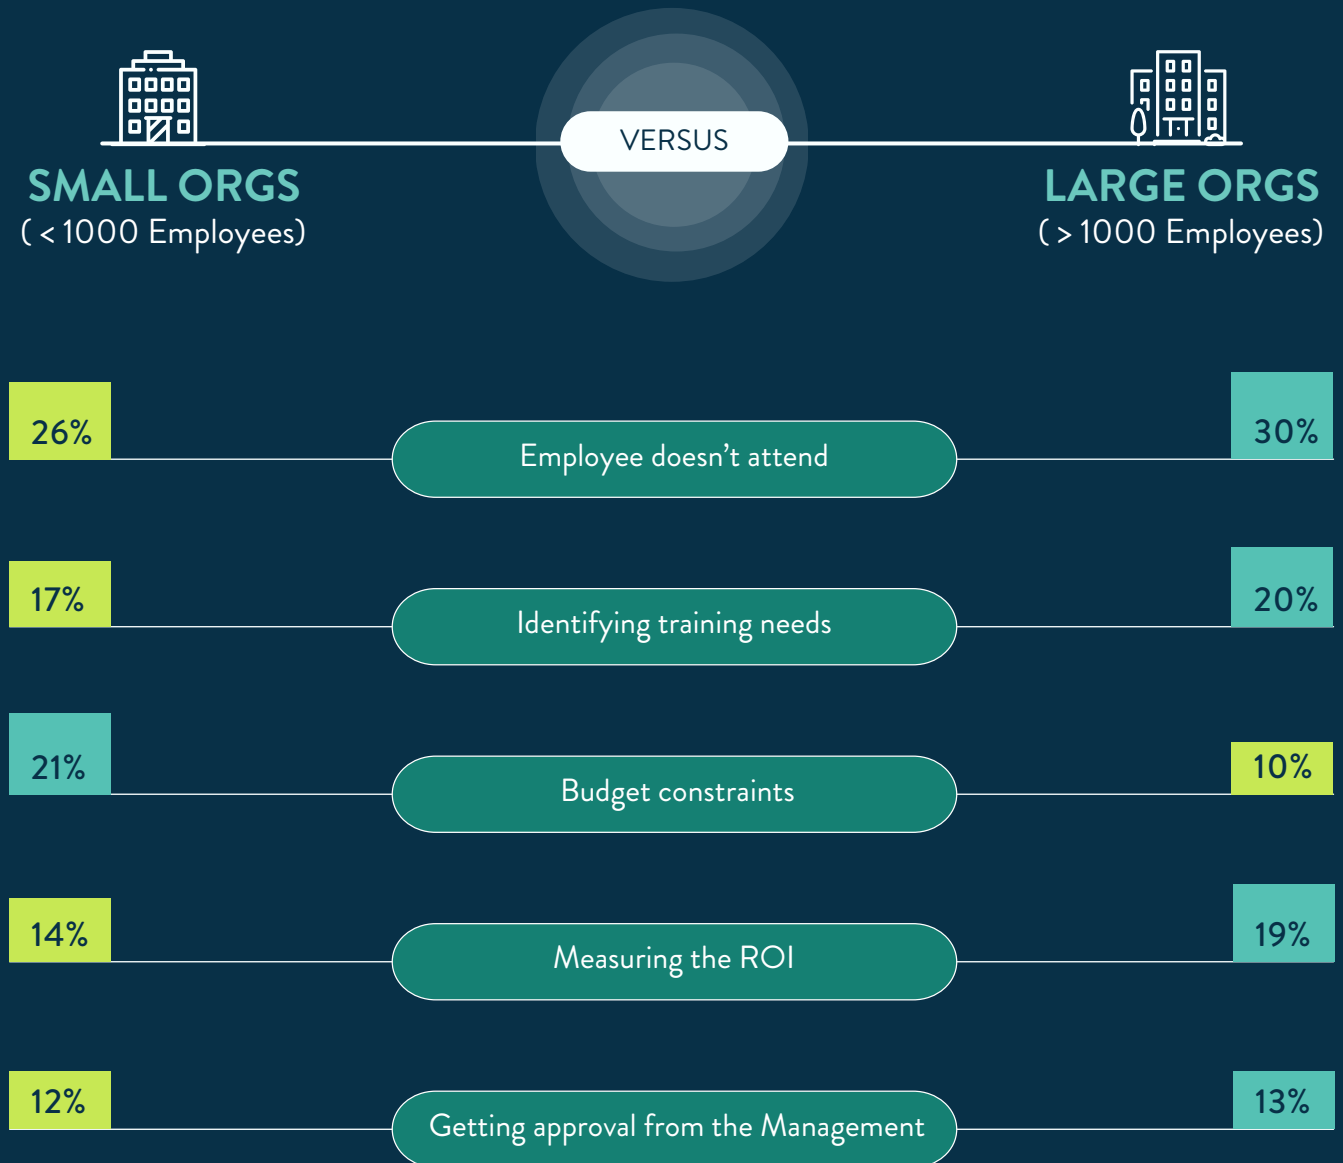 VERSUS
SMALL ORGS
( < 1000 Employees)
LARGE ORGS
( > 1000 Employees)
26%
Employee doesn't attend
30%
17%
Identifying training needs
20%
21%
Budget constraints
10%
14%
Measuring the ROI
19%
12%
Getting approval from the Management
13%